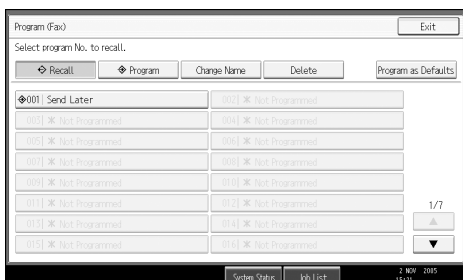 Program (Fax) Exit
Select program No. to recall.
Recall Program Change Name Delete Program as Defaults
001 Send Later 002 Not Programmed
003 Not Programmed 004 Not Programmed
005 Not Programmed 006 Not Programmed
007 Not Programmed 008 Not Programmed
009 Not Programmed 010 Not Programmed
011 Not Programmed 012 Not Programmed 1/7
013 Not Programmed 014 Not Programmed
015 Not Programmed 016 Not Programmed
System Status Job List 2 NOV 2005